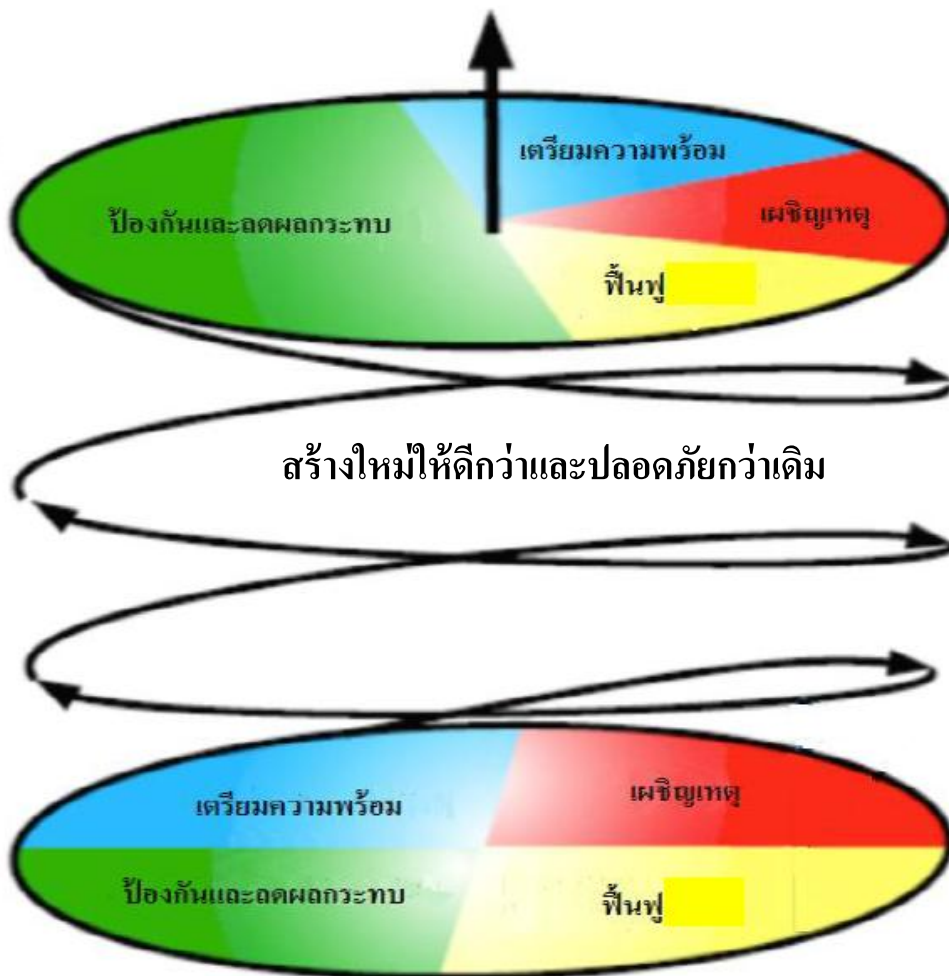 เตรียมความพร้อม
ป้องกันและลดผลกระทบ
เผชิญเหตุ
ฟื้นฟู
สร้างใหม่ให้ดีกว่าและปลอดภัยกว่าเดิม
เตรียมความพร้อม
เผชิญเหตุ
ป้องกันและลดผลกระทบ
ฟื้นฟู